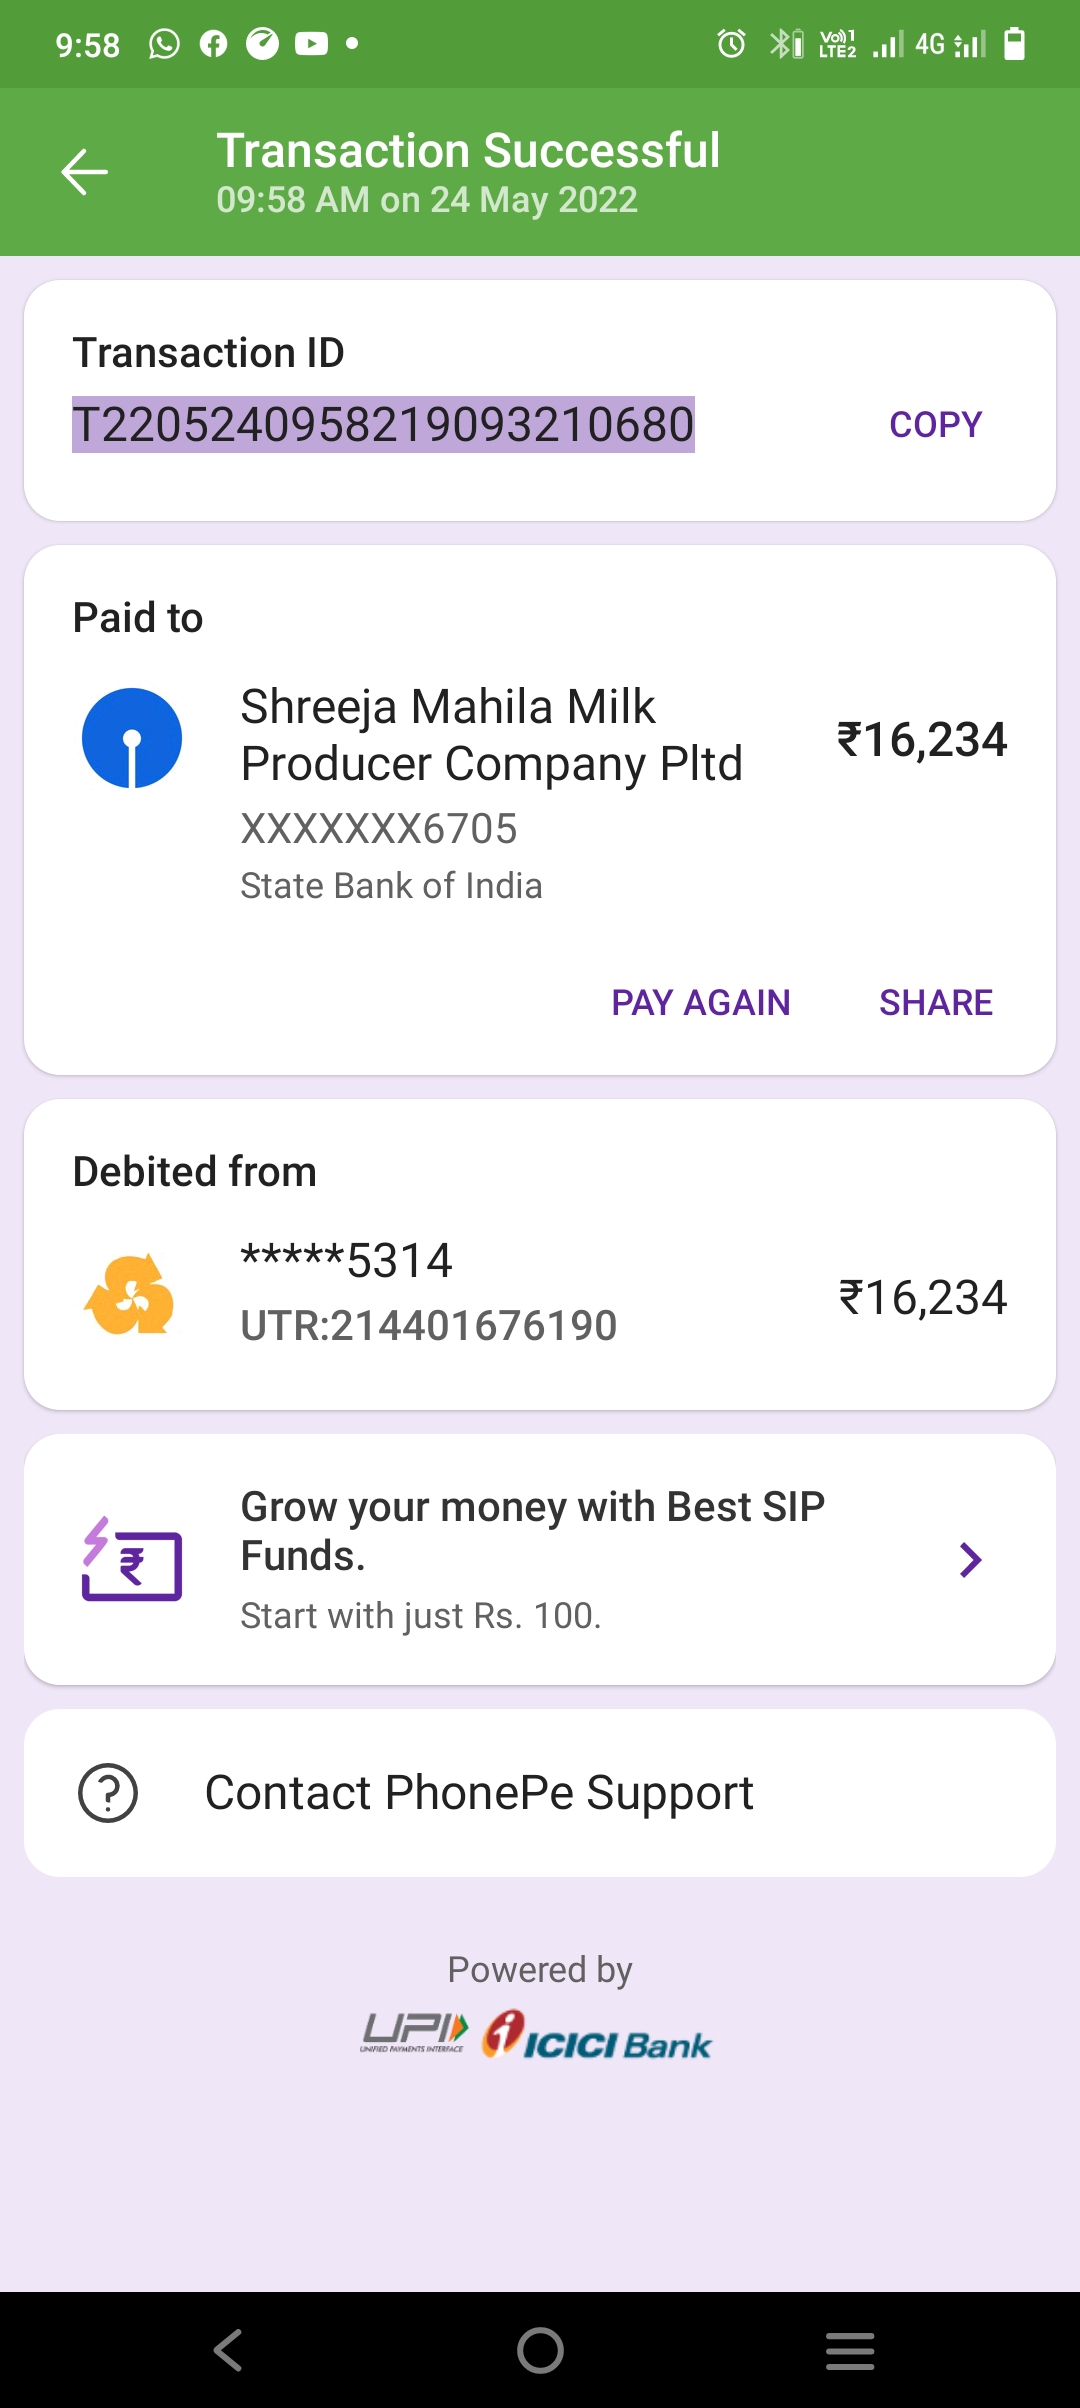 9:58
Vo))1
LTE2
4G
Transaction Successful
09:58 AM on 24 May 2022
Transaction ID
T2205240958219093210680
COPY
Paid to
Shreeja Mahila Milk
Producer Company Pltd
₹16,234
XXXXXXX6705
State Bank of India
PAY AGAIN SHARE
Debited from
*****5314
UTR:214401676190
₹16,234
Grow your money with Best SIP
Funds.
Start with just Rs. 100.
Contact PhonePe Support
Powered by
UPI
UNIFIED PAYMENTS INTERFACE
ICICI Bank